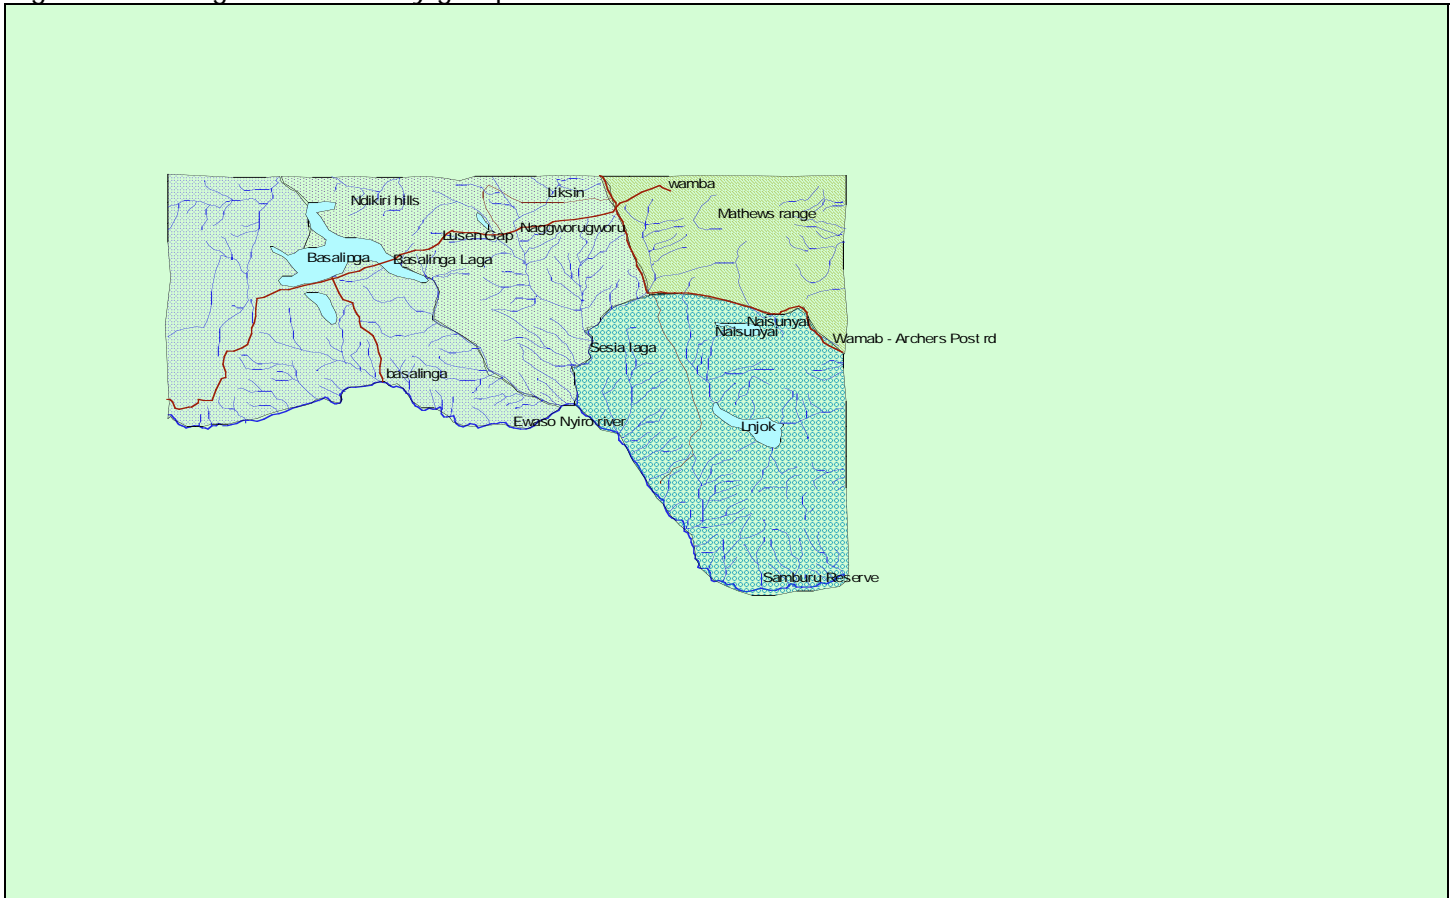 wamba
Liksin
Ndikiri hills
Mathews range
Naggworugworu
Lusen Gap
Basalinga
Basalinga Laga
Naisunyai
Naisunyai
Wamab - Archers Post rd
Sesia laga
basalinga
Ewaso Nyiro river
Lnjok
Samburu Reserve